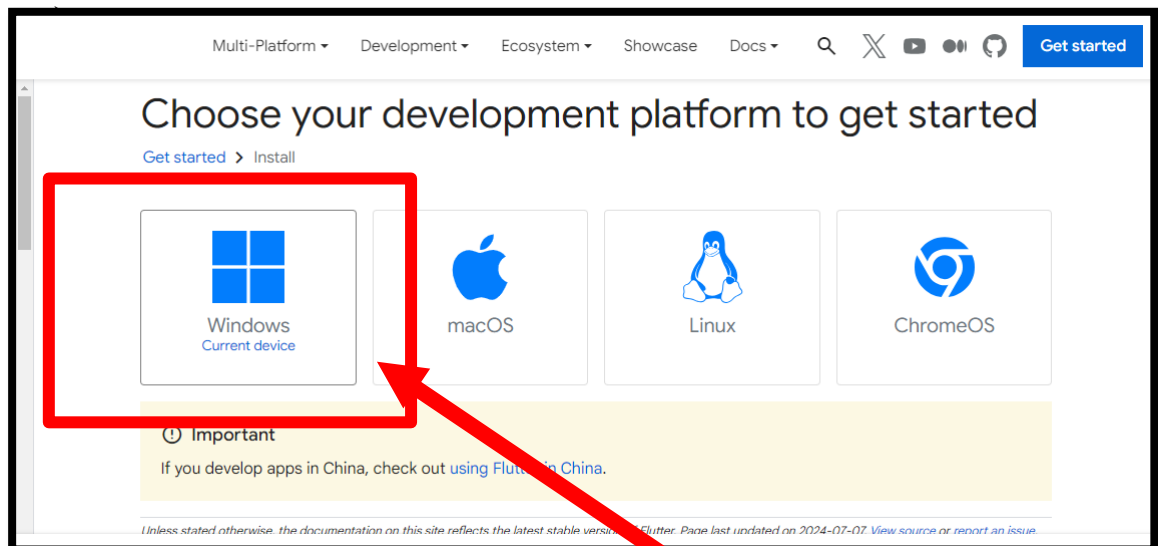 Multi-Platform Development Ecosystem Showcase Docs Get started
Choose your development platform to get started
Get started > Install
Windows macOS Linux ChromeOS
Current device
Important
If you develop apps in China, check out using Flutter in China.
Unless stated otherwise, the documentation on this site reflects the latest stable version of Flutter. Page last updated on 2024-07-07. View source or report an issue.